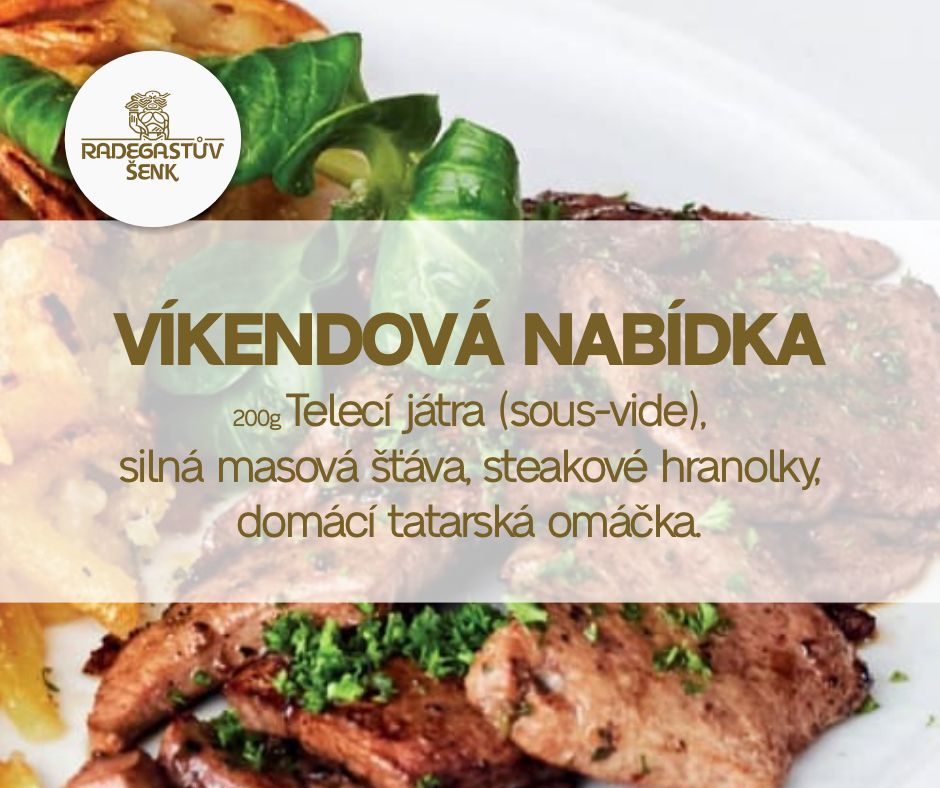 RADEGASTŮV
ŠENK
VÍKENDOVÁ NABÍDKA
200g Telecí játra (sous-vide),
silná masová šťáva, steakové hranolky,
domácí tatarská omáčka.